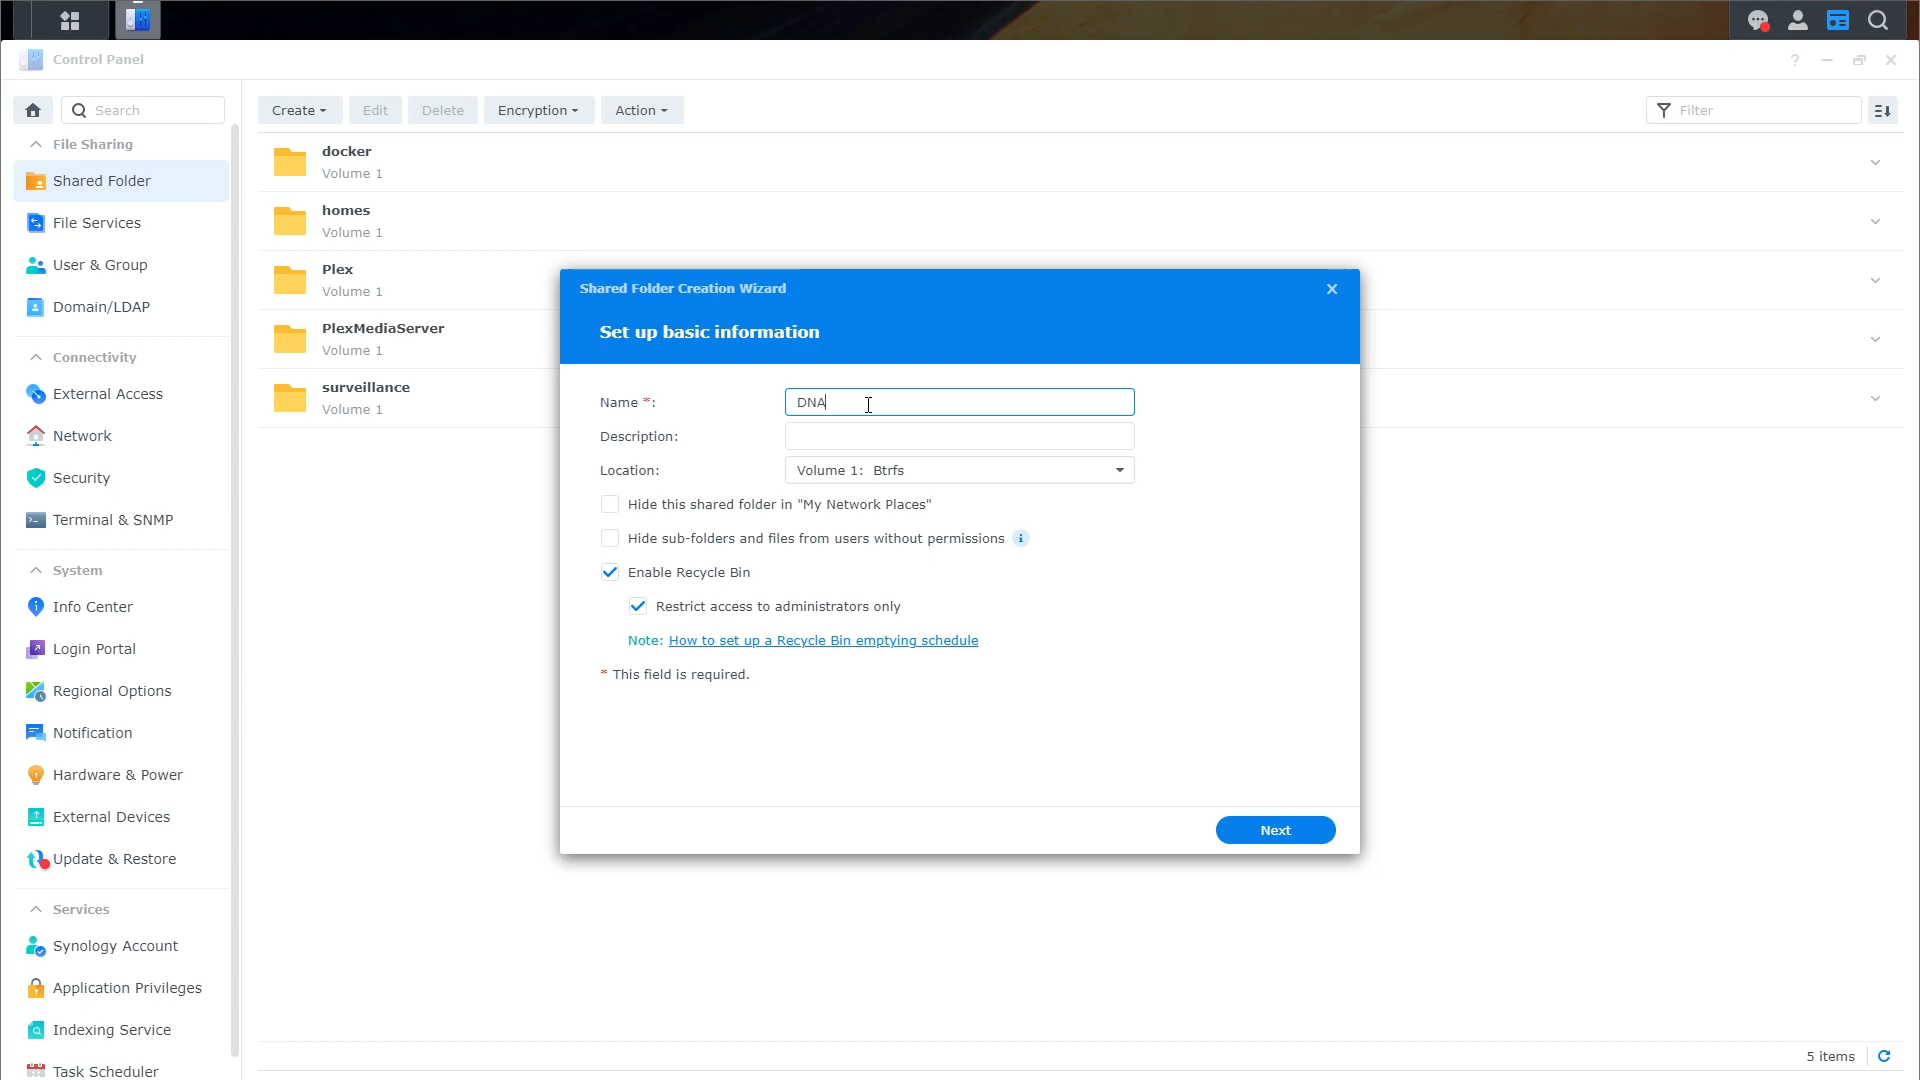 Control Panel
?
Search
Create
Edit
Delete
Encryption
Action
Filter
File Sharing
Shared Folder
File Services
User & Group
Domain/LDAP
Connectivity
External Access
Network
Security
Terminal & SNMP
System
Info Center
Login Portal
Regional Options
Notification
Hardware & Power
External Devices
Update & Restore
Services
Synology Account
Application Privileges
Indexing Service
Task Scheduler
docker
Volume 1
homes
Volume 1
Plex
Volume 1
PlexMediaServer
Volume 1
surveillance
Volume 1
Shared Folder Creation Wizard
Set up basic information
Name *: DNA
Description:
Location: Volume 1: Btrfs
Hide this shared folder in "My Network Places"
Hide sub-folders and files from users without permissions
Enable Recycle Bin
Restrict access to administrators only
Note: How to set up a Recycle Bin emptying schedule
* This field is required.
Next
5 items